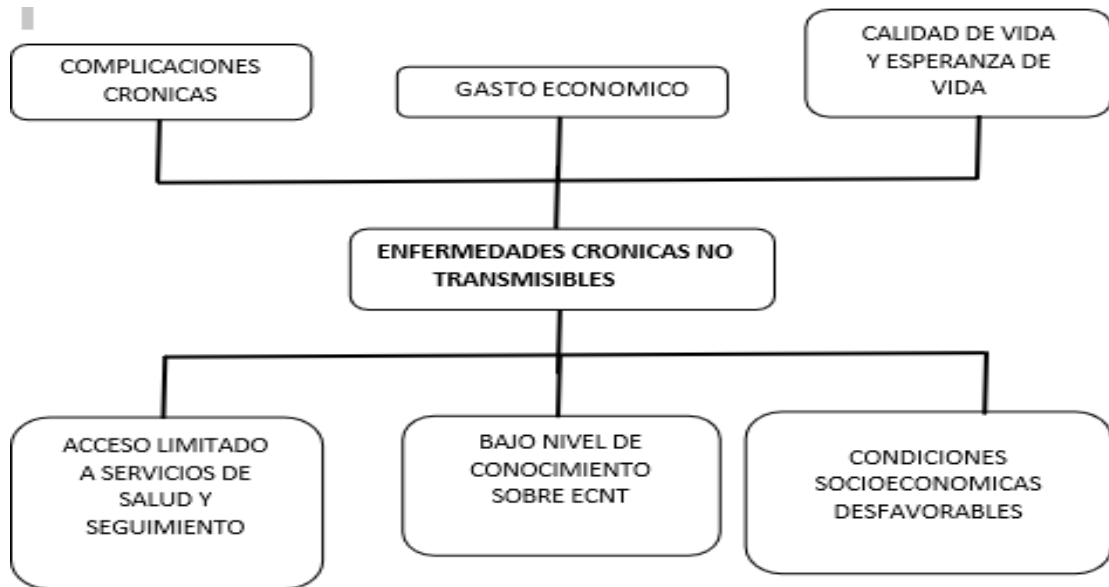 COMPLICACIONES
CRONICAS
GASTO ECONOMICO
CALIDAD DE VIDA
Y ESPERANZA DE
VIDA
ENFERMEDADES CRONICAS NO
TRANSMISIBLES
ACCESO LIMITADO
A SERVICIOS DE
SALUD Y
SEGUIMIENTO
BAJO NIVEL DE
CONOCIMIENTO
SOBRE ECNT
CONDICIONES
SOCIOECONOMICAS
DESFAVORABLES